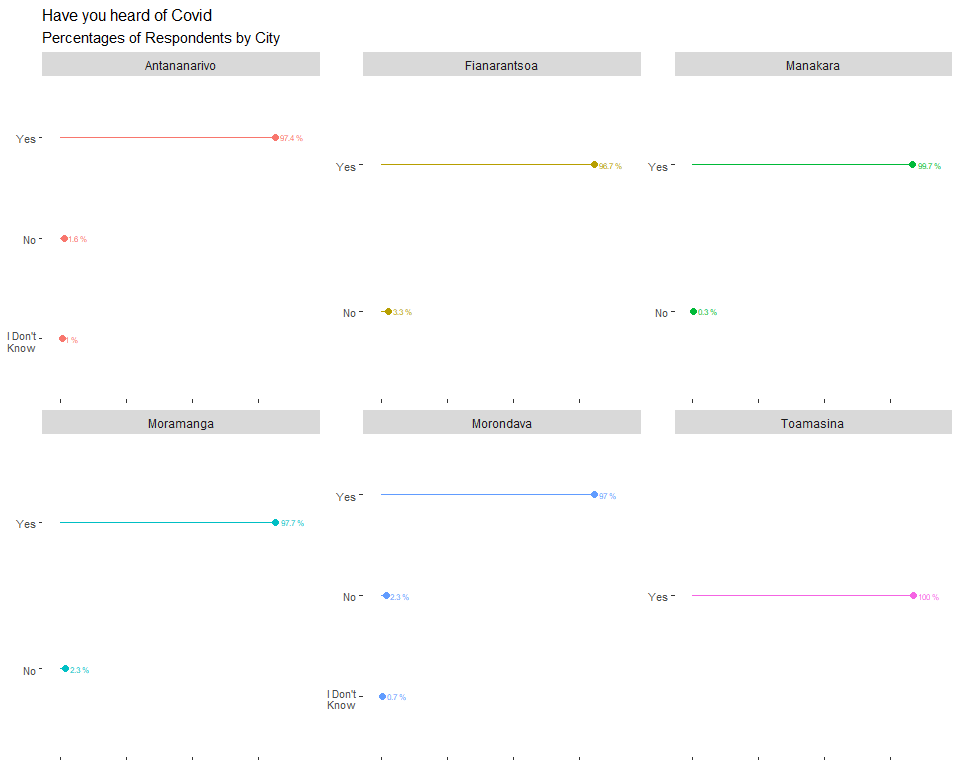 Have you heard of Covid
Percentages of Respondents by City
Antananarivo
Yes
97.4 %
No
1.6 %
I Don't
Know
1 %
Fianarantsoa
Yes
96.7 %
No
3.3 %
Manakara
Yes
99.7 %
No
0.3 %
Moramanga
Yes
97.7 %
No
2.3 %
Morondava
Yes
97 %
No
2.3 %
I Don't
Know
0.7 %
Toamasina
Yes
100 %